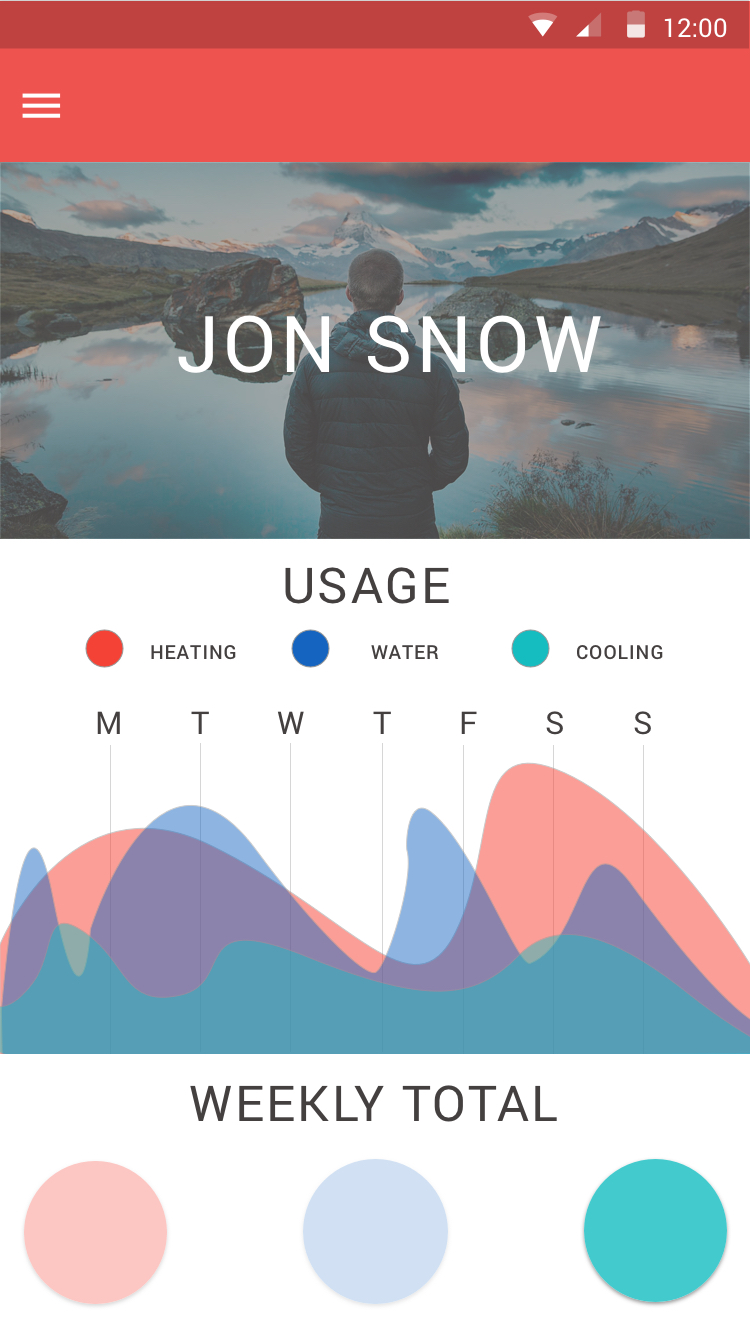 12:00
JON SNOW
USAGE
HEATING WATER COOLING
M T W T F S S
WEEKLY TOTAL